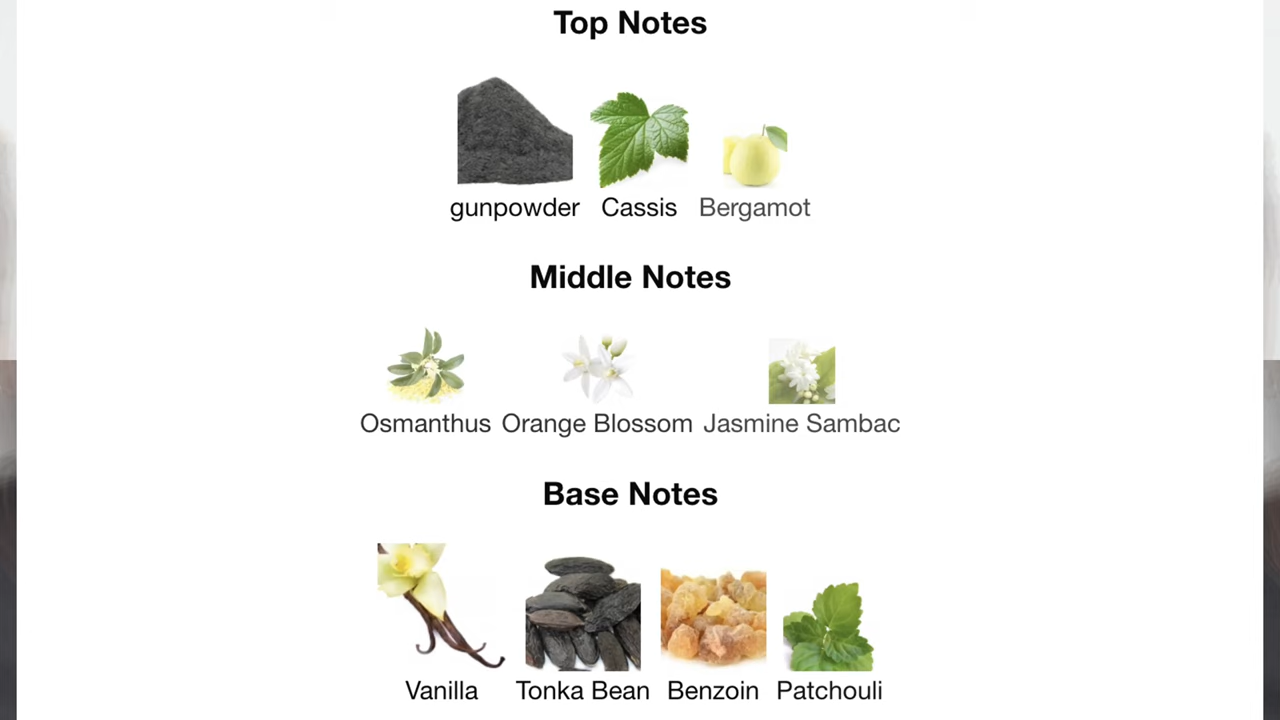 Top Notes
gunpowder Cassis Bergamot
Middle Notes
Osmanthus Orange Blossom Jasmine Sambac
Base Notes
Vanilla Tonka Bean Benzoin Patchouli